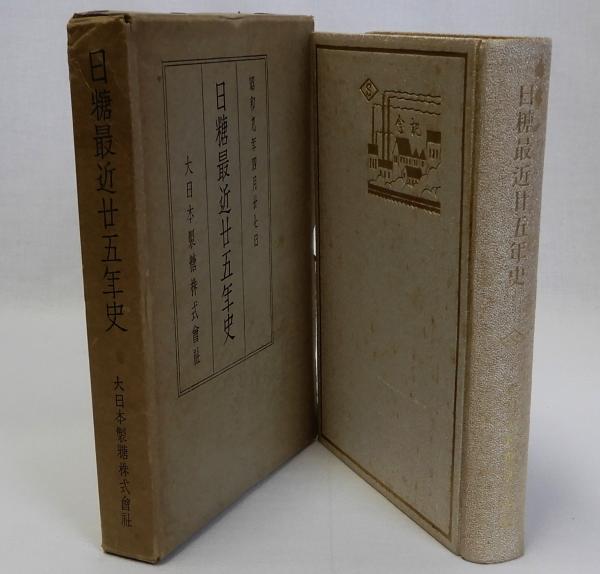 日糖最近廿五年史
大日本製糖株式會社
昭和九年四月廿七日
日糖最近廿五年史
大日本製糖株式會社
S
記念
日糖最近廿五年史